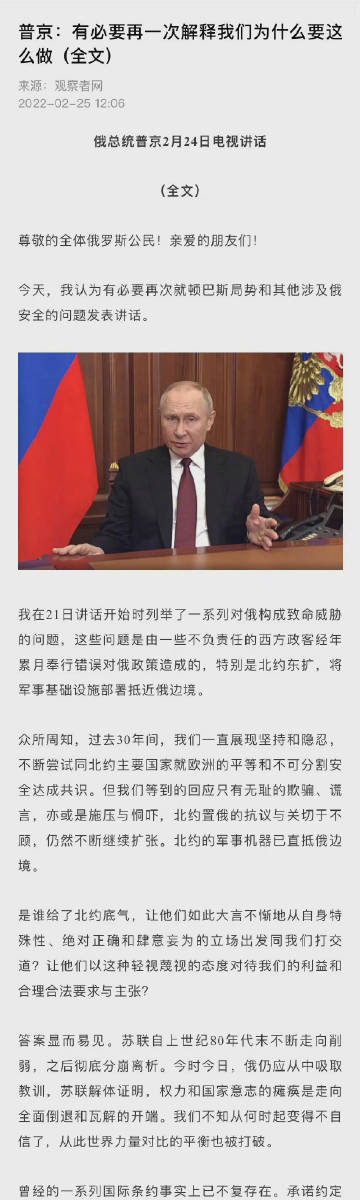 普京：有必要再一次解释我们为什么要这
么做（全文）
来源：观察者网
2022-02-25 12:06
俄总统普京2月24日电视讲话
（全文）
尊敬的全体俄罗斯公民！亲爱的朋友们！
今天，我认为有必要再次就顿巴斯局势和其他涉及俄
安全的问题发表讲话。
我在21日讲话开始时列举了一系列对俄构成致命威胁
的问题，这些问题是由一些不负责任的西方政客经年
累月奉行错误对俄政策造成的，特别是北约东扩，将
军事基础设施部署抵近俄边境。
众所周知，过去30年间，我们一直展现坚持和隐忍，
不断尝试同北约主要国家就欧洲的平等和不可分割安
全达成共识。但我们等到的回应只有无耻的欺骗、谎
言，亦或是施压与恫吓，北约置俄的抗议与关切于不
顾，仍然不断继续扩张。北约的军事机器已直抵俄边
境。
是谁给了北约底气，让他们如此大言不惭地从自身特
殊性、绝对正确和肆意妄为的立场出发同我们打交
道？让他们以这种轻视蔑视的态度对待我们的利益和
合理合法要求与主张？
答案显而易见。苏联自上世纪80年代末不断走向削
弱，之后彻底分崩离析。今时今日，俄仍应从中吸取
教训，苏联解体证明，权力和国家意志的瘫痪是走向
全面倒退和瓦解的开端。我们不知从何时起变得不自
信了，从此世界力量对比的平衡也被打破。
曾经的一系列国际条约事实上已不复存在。承诺约定